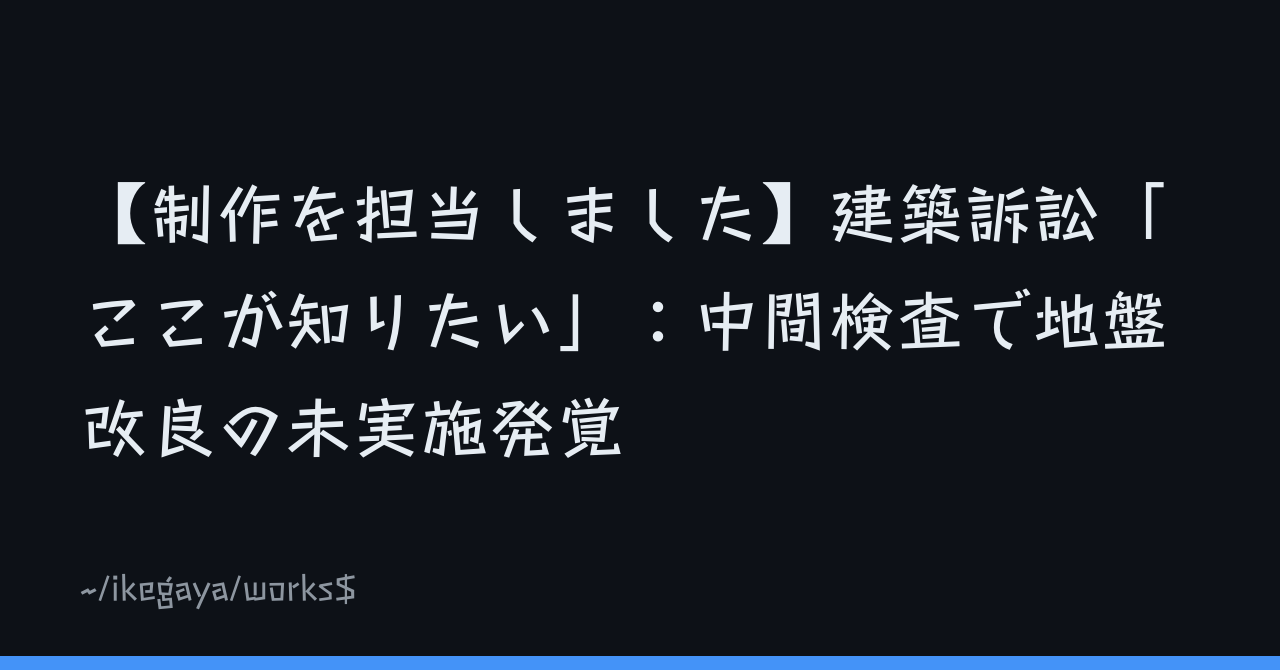 【制作を担当しました】建築訴訟「
ここが知りたい」：中間検査で地盤
改良の未実施発覚
~/ikegaya/works$